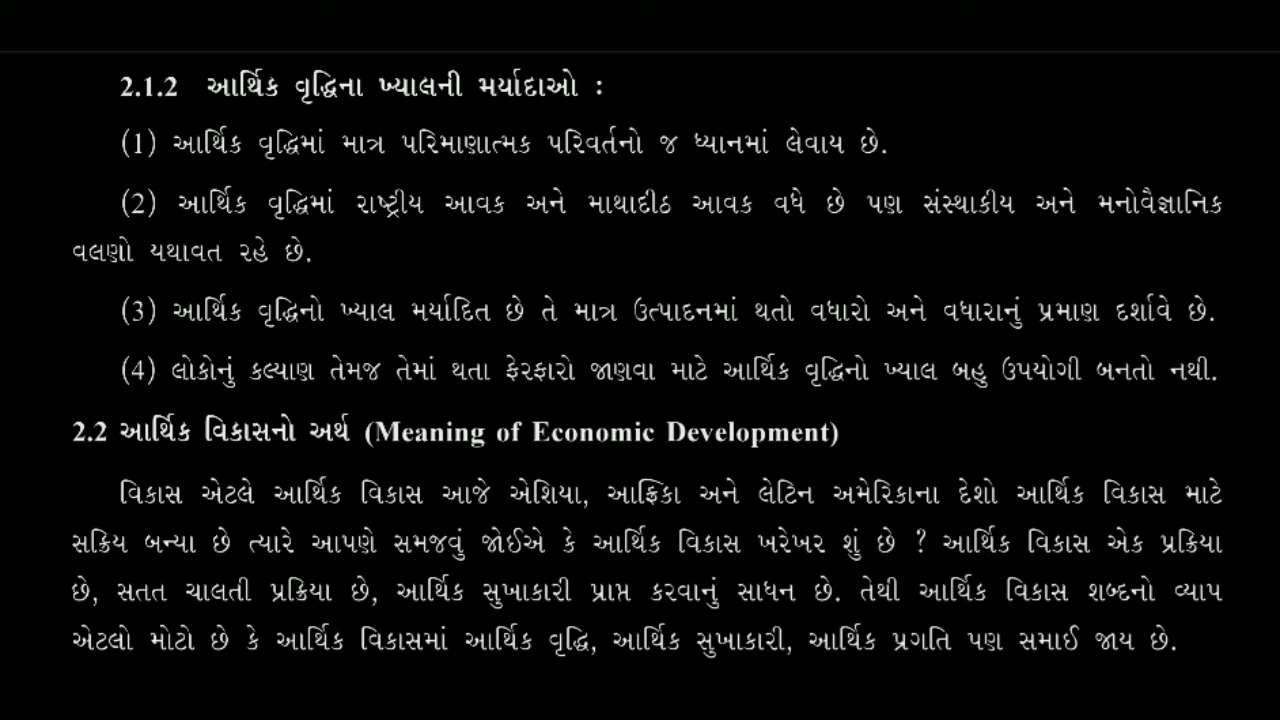 2.1.2 આર્થિક વૃદ્ધિના ખ્યાલની મર્યાદાઓ :
(1) આર્થિક વૃદ્ધિમાં માત્ર પરિમાણાત્મક પરિવર્તનો જ ધ્યાનમાં લેવાય છે.
(2) આર્થિક વૃદ્ધિમાં રાષ્ટ્રીય આવક અને માથાદીઠ આવક વધે છે પણ સંસ્થાકીય અને મનોવૈજ્ઞાનિક
વલણો યથાવત રહે છે.
(3) આર્થિક વૃદ્ધિનો ખ્યાલ મર્યાદિત છે તે માત્ર ઉત્પાદનમાં થતો વધારો અને વધારાનું પ્રમાણ દર્શાવે છે.
(4) લોકોનું કલ્યાણ તેમજ તેમાં થતા ફેરફારો જાણવા માટે આર્થિક વૃદ્ધિનો ખ્યાલ બહુ ઉપયોગી બનતો નથી.
2.2 આર્થિક વિકાસનો અર્થ (Meaning of Economic Development)
વિકાસ એટલે આર્થિક વિકાસ આજે એશિયા, આફ્રિકા અને લેટિન અમેરિકાના દેશો આર્થિક વિકાસ માટે
સક્રિય બન્યા છે ત્યારે આપણે સમજવું જોઈએ કે આર્થિક વિકાસ ખરેખર શું છે ? આર્થિક વિકાસ એક પ્રક્રિયા
છે, સતત ચાલતી પ્રક્રિયા છે, આર્થિક સુખાકારી પ્રાપ્ત કરવાનું સાધન છે. તેથી આર્થિક વિકાસ શબ્દનો વ્યાપ
એટલો મોટો છે કે આર્થિક વિકાસમાં આર્થિક વૃદ્ધિ, આર્થિક સુખાકારી, આર્થિક પ્રગતિ પણ સમાઈ જાય છે.